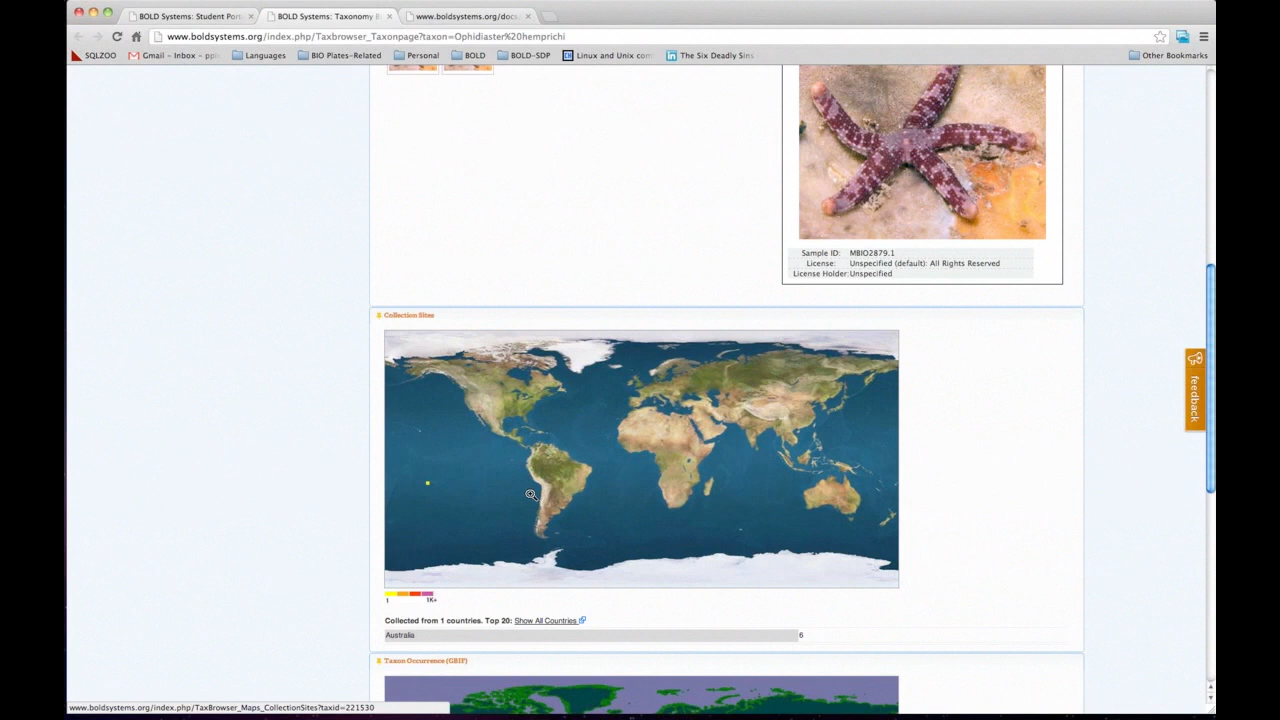 BOLD Systems: Student Port
BOLD Systems: Taxonomy B
www.boldsystems.org/docs
www.boldsystems.org/index.php/Taxbrowser_Taxonpage?taxon=Ophidiaster%20hemprichi
SQLZOO
Gmail – Inbox – ppic
Languages
BIO Plates-Related
Personal
BOLD
BOLD-SDP
Linux and Unix com
The Six Deadly Sins
Other Bookmarks
Sample ID: MBIO2879.1
License: Unspecified (default): All Rights Reserved
License Holder:Unspecified
Collection Sites
feedback
1 1K+
Collected from 1 countries. Top 20: Show All Countries
Australia 6
Taxon Occurrence (GBIF)
www.boldsystems.org/index.php/TaxBrowser_Maps_CollectionSites?taxid=221530